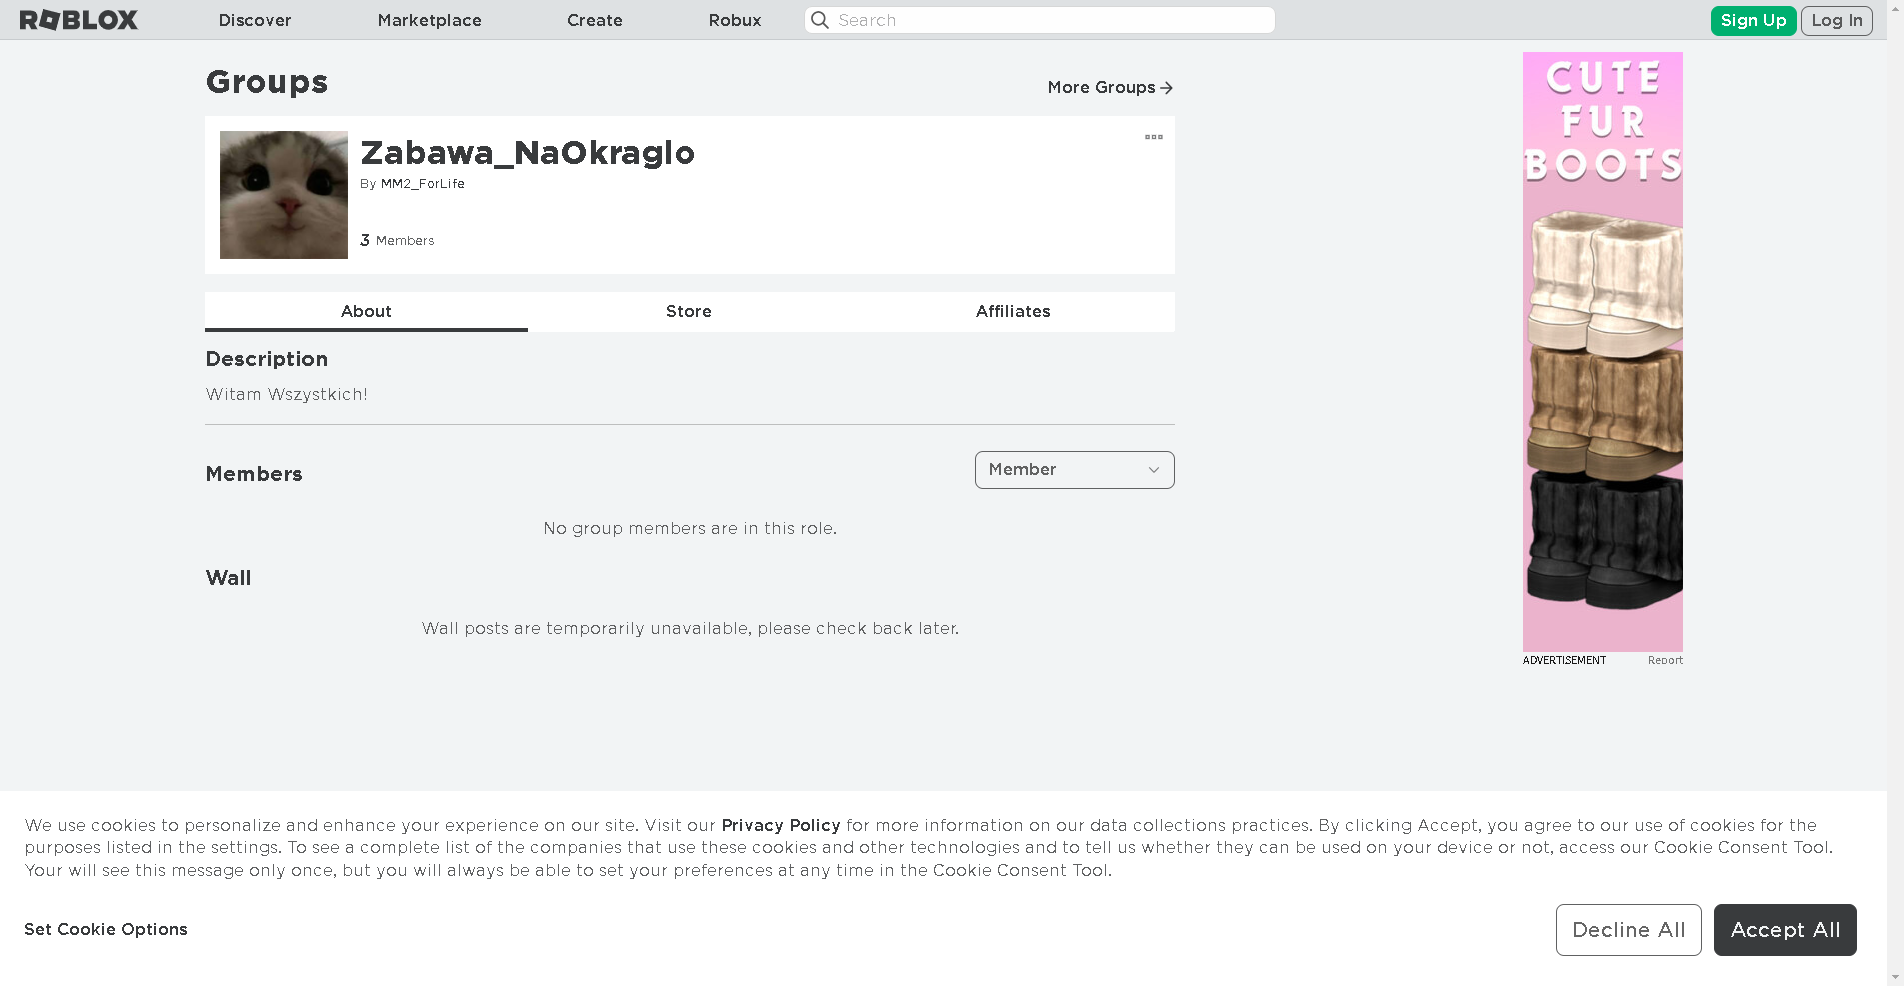 ROBLOX
Discover
Marketplace
Create
Robux
Search
Sign Up
Log In
Groups
More Groups
Zabawa_NaOkraglo
By MM2_ForLife
3 Members
About
Store
Affiliates
Description
Witam Wszystkich!
Members
Member
No group members are in this role.
Wall
Wall posts are temporarily unavailable, please check back later.
CUTE
FUR
BOOTS
ADVERTISEMENT
Report
We use cookies to personalize and enhance your experience on our site. Visit our Privacy Policy for more information on our data collections practices. By clicking Accept, you agree to our use of cookies for the
purposes listed in the settings. To see a complete list of the companies that use these cookies and other technologies and to tell us whether they can be used on your device or not, access our Cookie Consent Tool.
Your will see this message only once, but you will always be able to set your preferences at any time in the Cookie Consent Tool.
Set Cookie Options
Decline All
Accept All